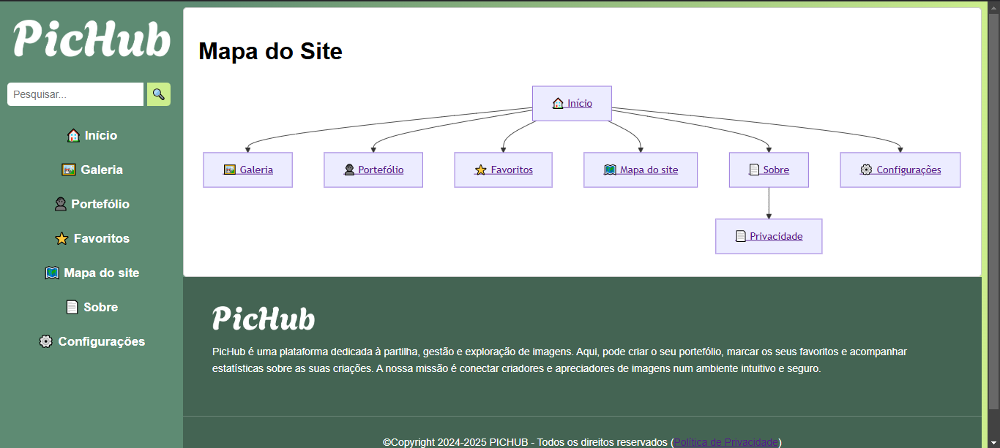 PicHub
Pesquisar...
Início
Galeria
Portefólio
Favoritos
Mapa do site
Sobre
Configurações
Mapa do Site
Início
Galeria
Portefólio
Favoritos
Mapa do site
Sobre
Configurações
Privacidade
PicHub
PicHub é uma plataforma dedicada à partilha, gestão e exploração de imagens. Aqui, pode criar o seu portefólio, marcar os seus favoritos e acompanhar
estatísticas sobre as suas criações. A nossa missão é conectar criadores e apreciadores de imagens num ambiente intuitivo e seguro.
©Copyright 2024-2025 PICHUB - Todos os direitos reservados (Política de Privacidade)